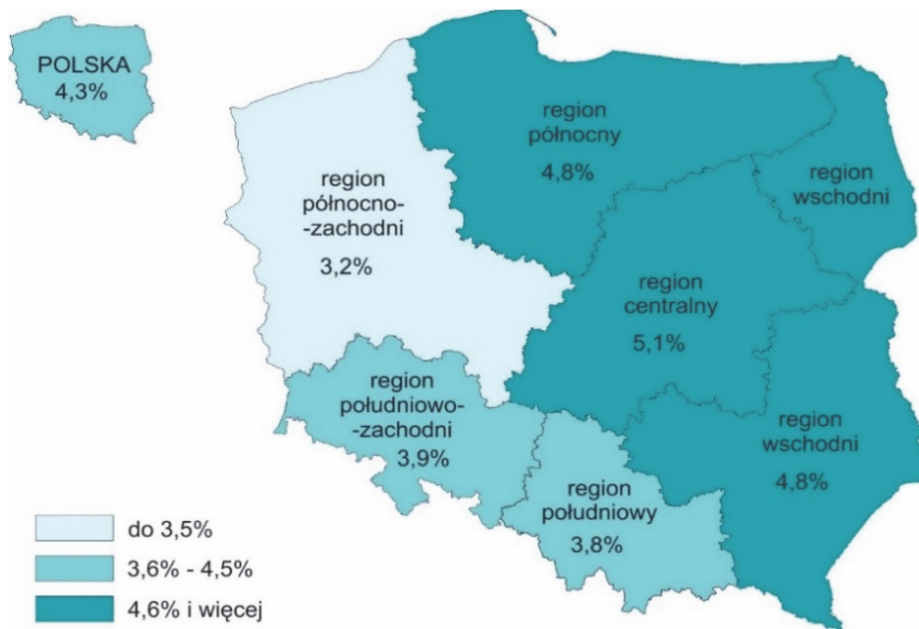 POLSKA
4,3%
region
północny
4,8%
region
wschodni
region
północno-
-zachodni
3,2%
region
centralny
5,1%
region
południowo-
-zachodni
3,9%
region
wschodni
4,8%
region
południowy
3,8%
do 3,5%
3,6% - 4,5%
4,6% i więcej